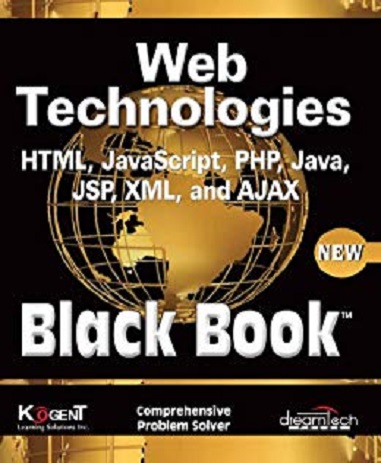 Web
Technologies
HTML, JavaScript, PHP, Java,
JSP, XML, and AJAX
NEW
Black Book™
KOGENT
Learning Solutions Inc.
Comprehensive
Problem Solver
dreamtech
PRESS